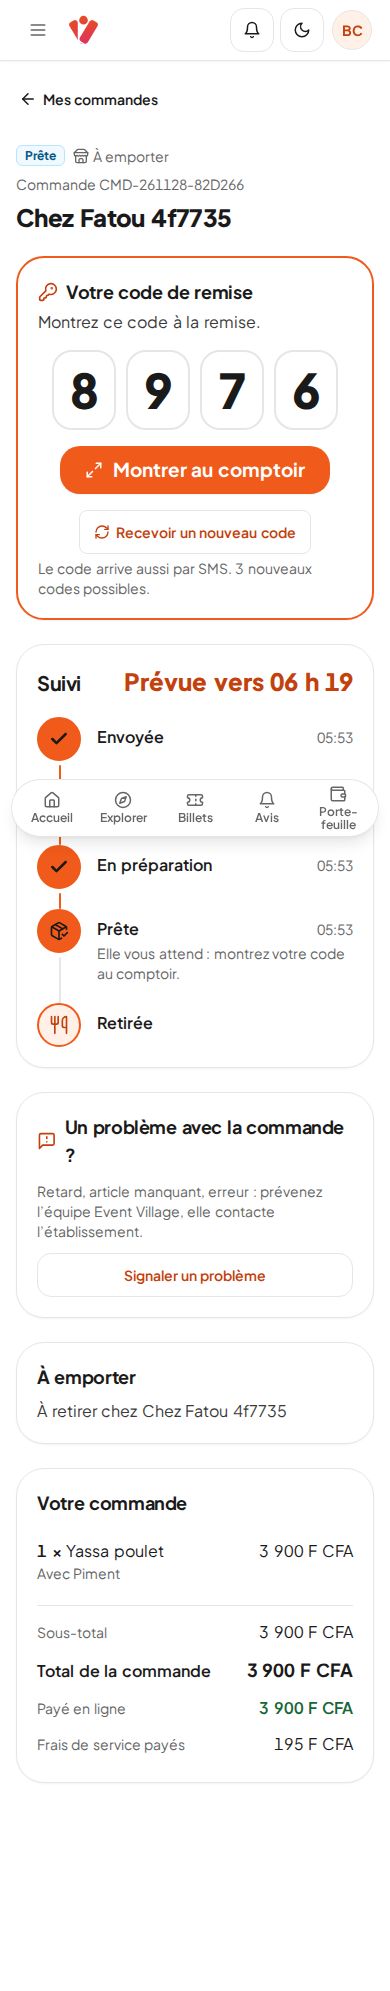 BC
Mes commandes
Prête À emporter
Commande CMD-261128-82D266
Chez Fatou 4f7735
Votre code de remise
Montrez ce code à la remise.
8 9 7 6
Montrer au comptoir
Recevoir un nouveau code
Le code arrive aussi par SMS. 3 nouveaux
codes possibles.
Suivi Prévue vers 06 h 19
Envoyée 05:53
Accueil Explorer Billets Avis Porte-
feuille
En préparation 05:53
Prête 05:53
Elle vous attend : montrez votre code
au comptoir.
Retirée
Un problème avec la commande
?
Retard, article manquant, erreur : prévenez
l'équipe Event Village, elle contacte
l'établissement.
Signaler un problème
À emporter
À retirer chez Chez Fatou 4f7735
Votre commande
1 × Yassa poulet 3 900 F CFA
Avec Piment
Sous-total 3 900 F CFA
Total de la commande 3 900 F CFA
Payé en ligne 3 900 F CFA
Frais de service payés 195 F CFA